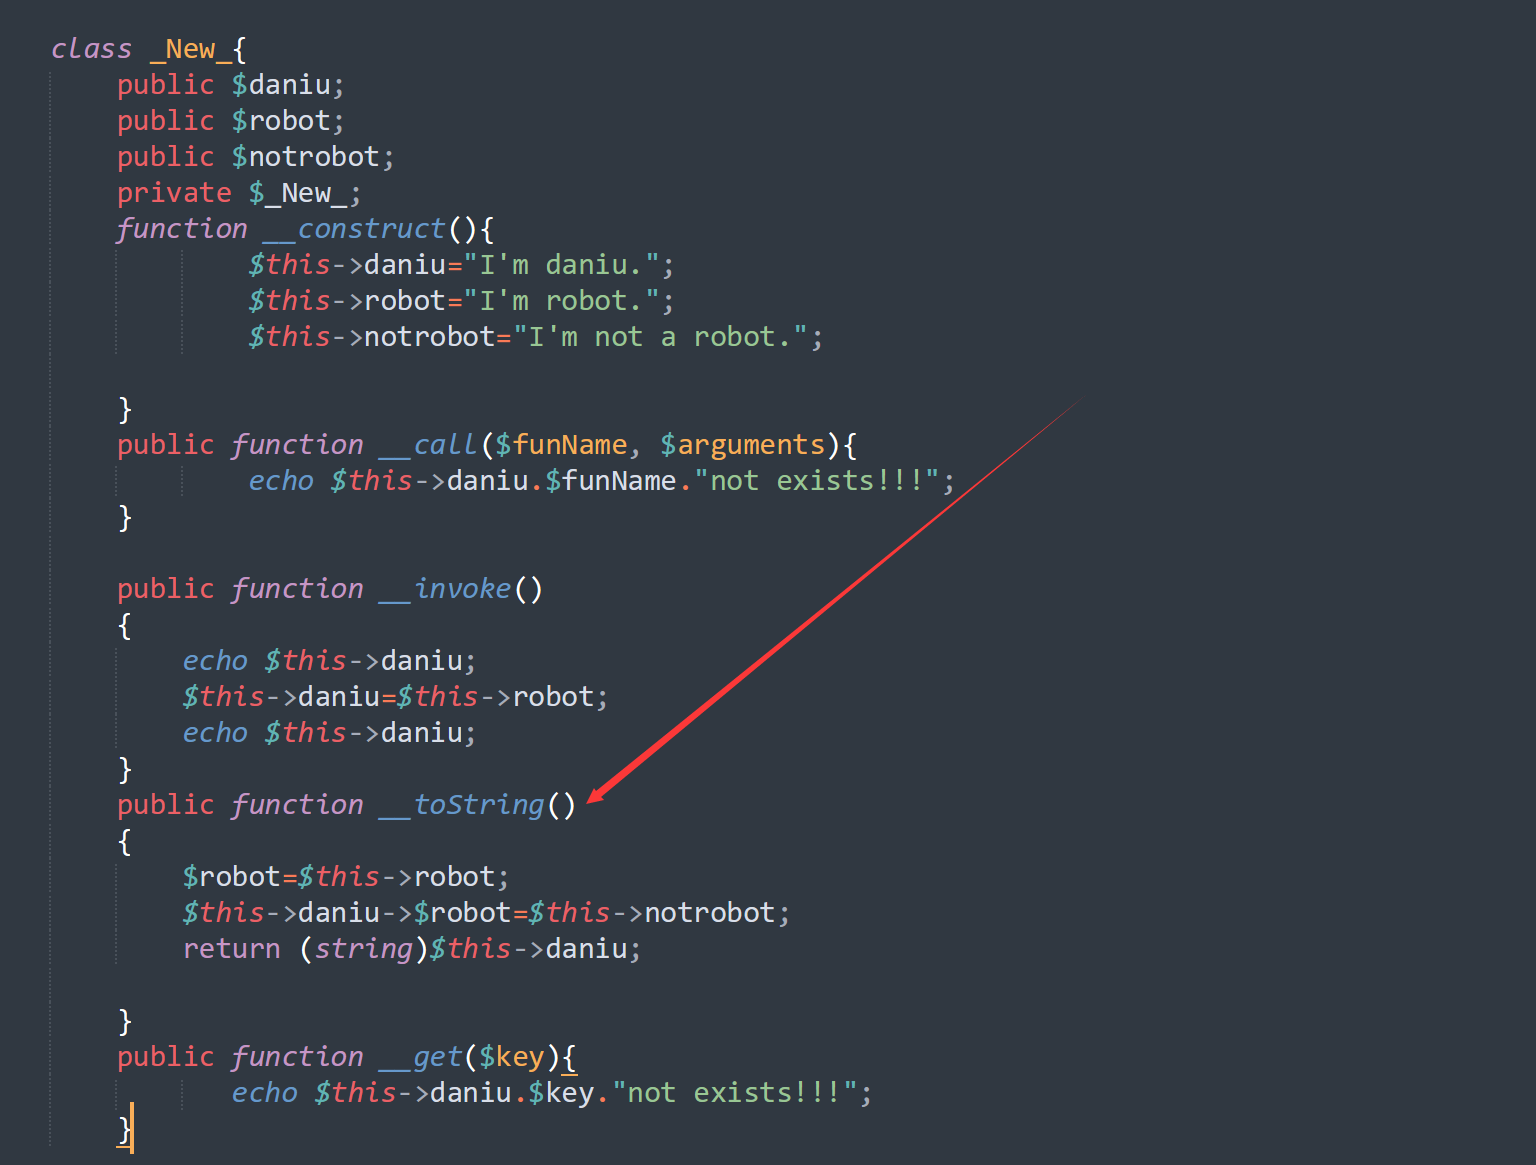 class _New_{
    public $daniu;
    public $robot;
    public $notrobot;
    private $_New_;
    function __construct(){
            $this->daniu="I'm daniu.";
            $this->robot="I'm robot.";
            $this->notrobot="I'm not a robot.";
    }
    public function __call($funName, $arguments){
            echo $this->daniu.$funName."not exists!!!";
    }
    public function __invoke()
    {
        echo $this->daniu;
        $this->daniu=$this->robot;
        echo $this->daniu;
    }
    public function __toString()
    {
        $robot=$this->robot;
        $this->daniu->$robot=$this->notrobot;
        return (string)$this->daniu;
    }
    public function __get($key){
           echo $this->daniu.$key."not exists!!!";
    }